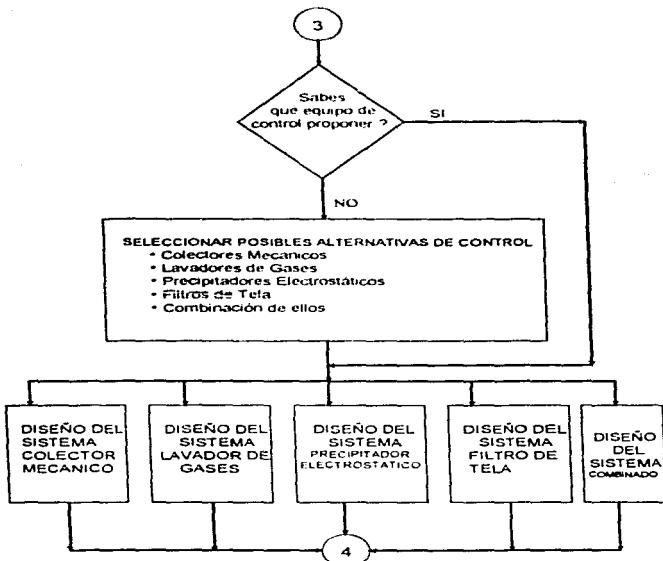 3
Sabes
que equipo de
control proponer ?
SI
NO
SELECCIONAR POSIBLES ALTERNATIVAS DE CONTROL
• Colectores Mecanicos
• Lavadores de Gases
• Precipitadores Electrostáticos
• Filtros de Tela
• Combinación de ellos
DISEÑO DEL
SISTEMA
COLECTOR
MECANICO
DISEÑO DEL
SISTEMA
LAVADOR DE
GASES
DISEÑO DEL
SISTEMA
PRECIPITADOR
ELECTROSTATICO
DISEÑO DEL
SISTEMA
FILTRO DE
TELA
DISEÑO
DEL
SISTEMA
COMBINADO
4